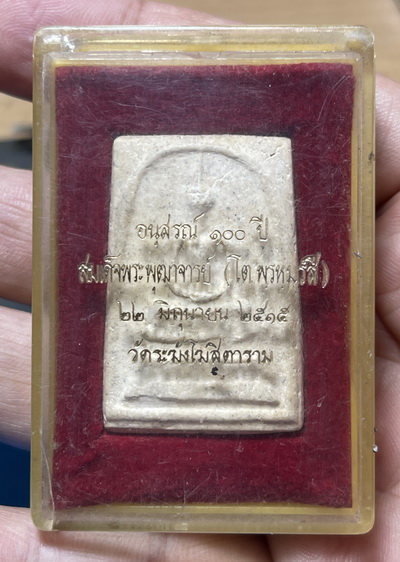 อนุสรณ์ ๑๐๐ ปี
สมเด็จพระพุฒาจารย์ (โต พรหมรังสี)
๒๒ มิถุนายน ๒๕๑๕
วัดระฆังโฆสิตาราม